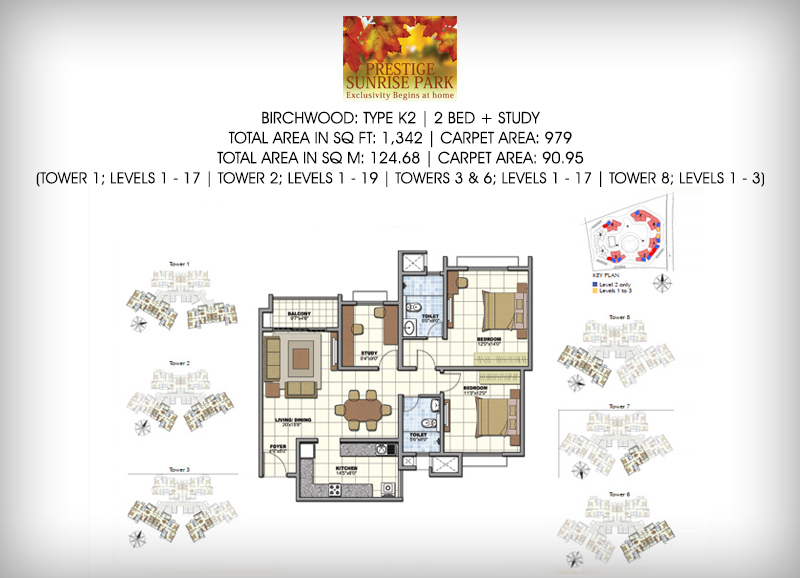 PRESTIGE
SUNRISE PARK
Exclusivity Begins at home
BIRCHWOOD: TYPE K2 | 2 BED + STUDY
TOTAL AREA IN SQ FT: 1,342 | CARPET AREA: 979
TOTAL AREA IN SQ M: 124.68 | CARPET AREA: 90.95
(TOWER 1; LEVELS 1 - 17 | TOWER 2; LEVELS 1 - 19 | TOWERS 3 & 6; LEVELS 1 - 17 | TOWER 8; LEVELS 1 - 3)
KEY PLAN
Level 2 only
Levels 1 to 3
Tower 1
Tower 2
Tower 3
Tower 8
Tower 7
Tower 6
BALCONY
STUDY
TOILET
BEDROOM
BEDROOM
LIVING/ DINING
TOILET
FOYER
KITCHEN